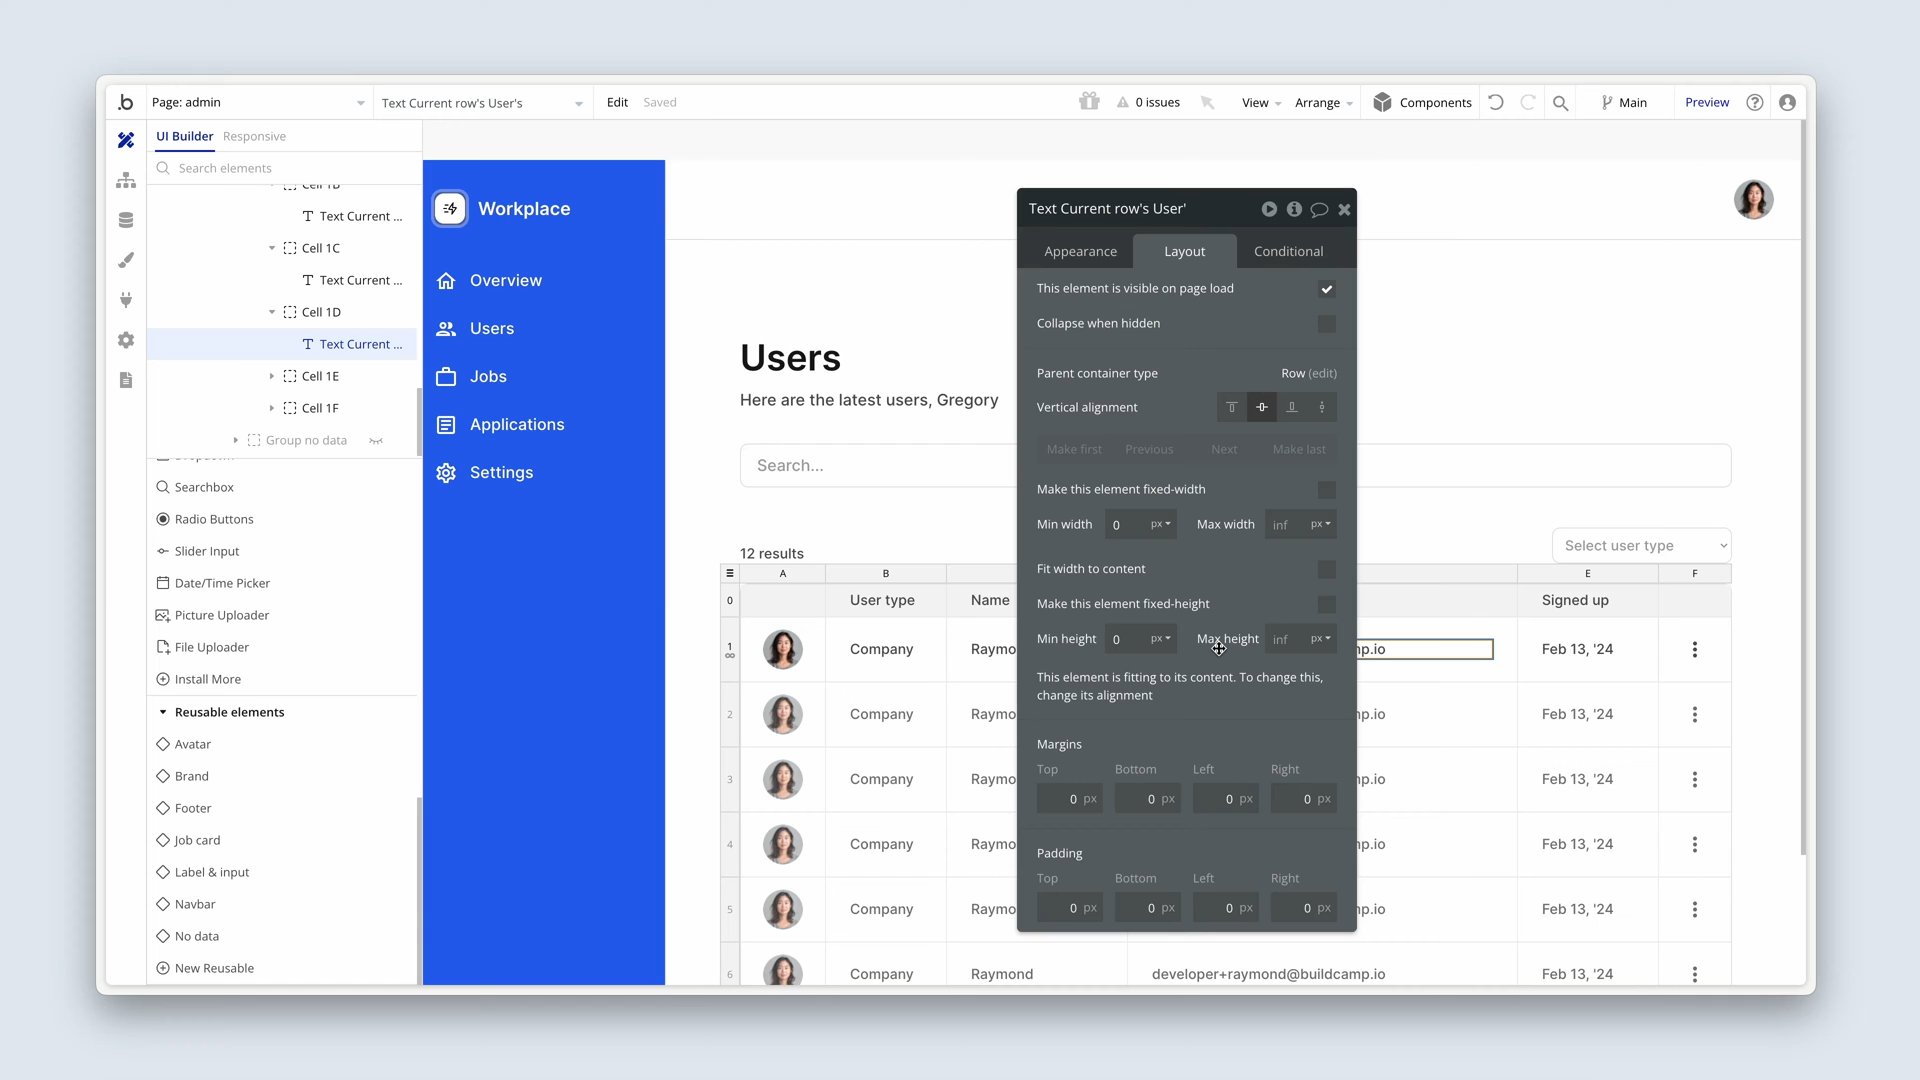 .b Page: admin
Text Current row's User's
Edit Saved
0 issues
View
Arrange
Components
Main
Preview
UI Builder Responsive
Search elements
Cell 1B
Text Current ...
Cell 1C
Text Current ...
Cell 1D
Text Current ...
Cell 1E
Cell 1F
Group no data
Searchbox
Radio Buttons
Slider Input
Date/Time Picker
Picture Uploader
File Uploader
Install More
Reusable elements
Avatar
Brand
Footer
Job card
Label & input
Navbar
No data
New Reusable
Workplace
Overview
Users
Jobs
Applications
Settings
Users
Here are the latest users, Gregory
Search...
12 results
Select user type
A B E F
0 User type Name Signed up
1 Company Raymo mp.io Feb 13, '24
2 Company Raymo mp.io Feb 13, '24
3 Company Raymo mp.io Feb 13, '24
4 Company Raymo mp.io Feb 13, '24
5 Company Raymo mp.io Feb 13, '24
6 Company Raymond developer+raymond@buildcamp.io Feb 13, '24
Text Current row's User'
Appearance Layout Conditional
This element is visible on page load
Collapse when hidden
Parent container type Row (edit)
Vertical alignment
Make first Previous Next Make last
Make this element fixed-width
Min width 0 px Max width inf px
Fit width to content
Make this element fixed-height
Min height 0 px Max height inf px
This element is fitting to its content. To change this,
change its alignment
Margins
Top Bottom Left Right
0 px 0 px 0 px 0 px
Padding
Top Bottom Left Right
0 px 0 px 0 px 0 px